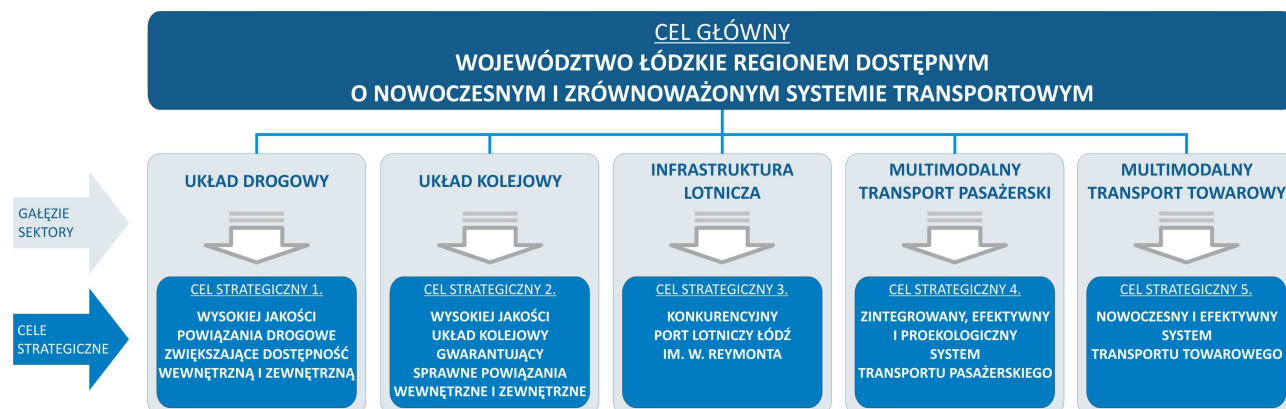 CEL GŁÓWNY
WOJEWÓDZTWO ŁÓDZKIE REGIONEM DOSTĘPNYM
O NOWOCZESNYM I ZRÓWNOWAŻONYM SYSTEMIE TRANSPORTOWYM
GAŁĘZIE
SEKTORY
UKŁAD DROGOWY
UKŁAD KOLEJOWY
INFRASTRUKTURA
LOTNICZA
MULTIMODALNY
TRANSPORT PASAŻERSKI
MULTIMODALNY
TRANSPORT TOWAROWY
CELE
STRATEGICZNE
CEL STRATEGICZNY 1.
WYSOKIEJ JAKOŚCI
POWIĄZANIA DROGOWE
ZWIĘKSZAJĄCE DOSTĘPNOŚĆ
WEWNĘTRZNĄ I ZEWNĘTRZNĄ
CEL STRATEGICZNY 2.
WYSOKIEJ JAKOŚCI
UKŁAD KOLEJOWY
GWARANTUJĄCY
SPRAWNE POWIĄZANIA
WEWNĘTRZNE I ZEWNĘTRZNE
CEL STRATEGICZNY 3.
KONKURENCYJNY
PORT LOTNICZY ŁÓDŹ
IM. W. REYMONTA
CEL STRATEGICZNY 4.
ZINTEGROWANY, EFEKTYWNY
I PROEKOLOGICZNY
SYSTEM
TRANSPORTU PASAŻERSKIEGO
CEL STRATEGICZNY 5.
NOWOCZESNY I EFEKTYWNY
SYSTEM
TRANSPORTU TOWAROWEGO